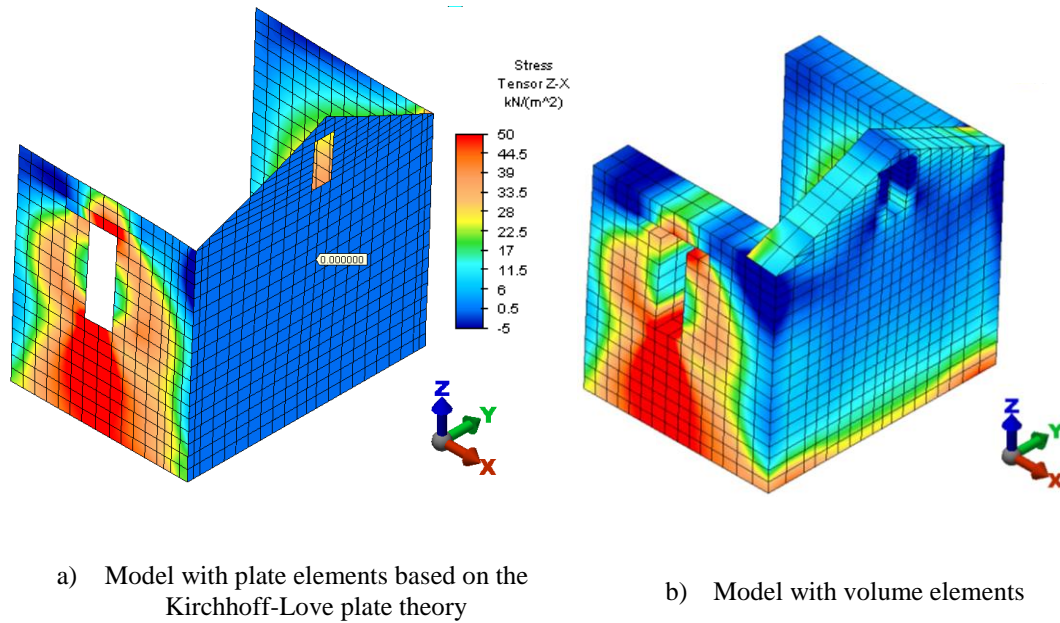 Stress
Tensor Z-X
kN/(m^2)
50
44.5
39
33.5
28
22.5
17
11.5
6
0.5
-5
0.000000
Z
Y
X
Z
Y
X
a) Model with plate elements based on the
Kirchhoff-Love plate theory
b) Model with volume elements